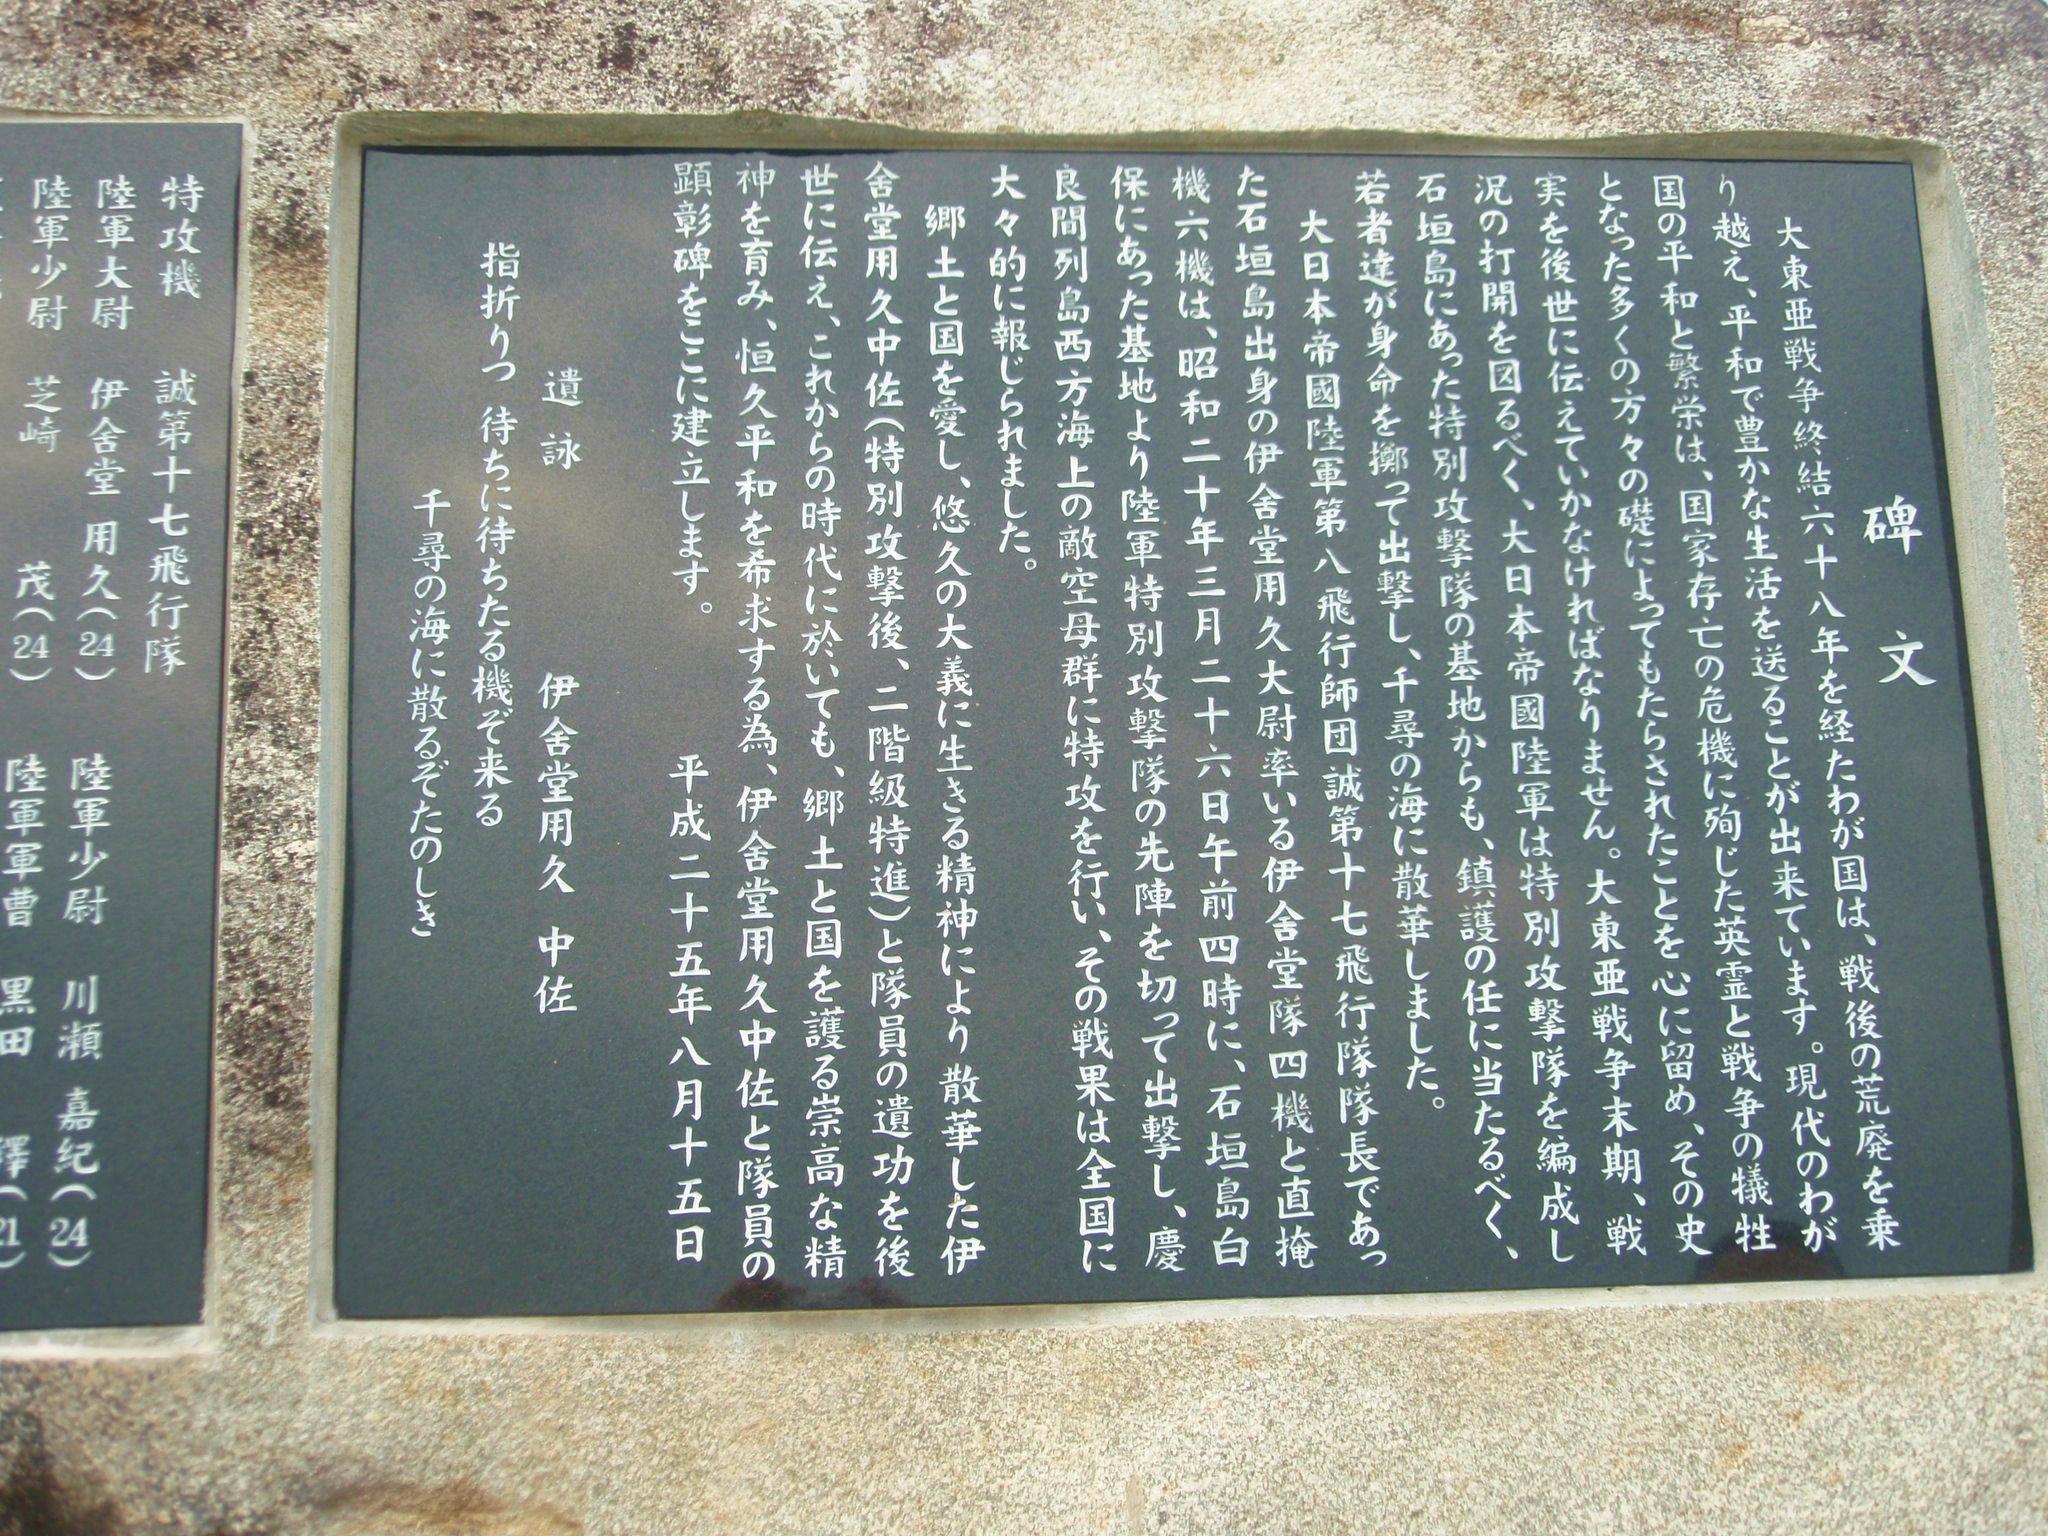 碑文
大東亜戦争終結六十八年を経たわが国は、戦後の荒廃を乗
り越え、平和で豊かな生活を送ることが出来ています。現代のわが
国の平和と繁栄は、国家存亡の危機に殉じた英霊と戦争の犠牲
となった多くの方々の礎によってもたらされたことを心に留め、その史
実を後世に伝えていかなければなりません。大東亜戦争末期、戦
況の打開を図るべく、大日本帝國陸軍は特別攻撃隊を編成し
石垣島にあった特別攻撃隊の基地からも、鎮護の任に当たるべく、
若者達が身命を擲って出撃し、千尋の海に散華しました。
大日本帝國陸軍第八飛行師団誠第十七飛行隊隊長であっ
た石垣島出身の伊舍堂用久大尉率いる伊舍堂隊四機と直掩
機六機は、昭和二十年三月二十六日午前四時に、石垣島白
保にあった基地より陸軍特別攻撃隊の先陣を切って出撃し、慶
良間列島西方海上の敵空母群に特攻を行い、その戦果は全国に
大々的に報じられました。
郷土と国を愛し、悠久の大義に生きる精神により散華した伊
舍堂用久中佐(特別攻撃後、二階級特進)と隊員の遺功を後
世に伝え、これからの時代に於いても、郷土と国を護る崇高な精
神を育み、恒久平和を希求する為、伊舍堂用久中佐と隊員の
顕彰碑をここに建立します。
平成二十五年八月十五日
遺詠 伊舍堂用久 中佐
指折りつ 待ちに待ちたる機ぞ来る
千尋の海に散るぞたのしき
特攻機 誠第十七飛行隊
陸軍大尉 伊舍堂 用久(24) 陸軍少尉 川瀬 嘉紀(24)
陸軍少尉 芝崎 茂(24) 陸軍軍曹 黒田 釋(21)